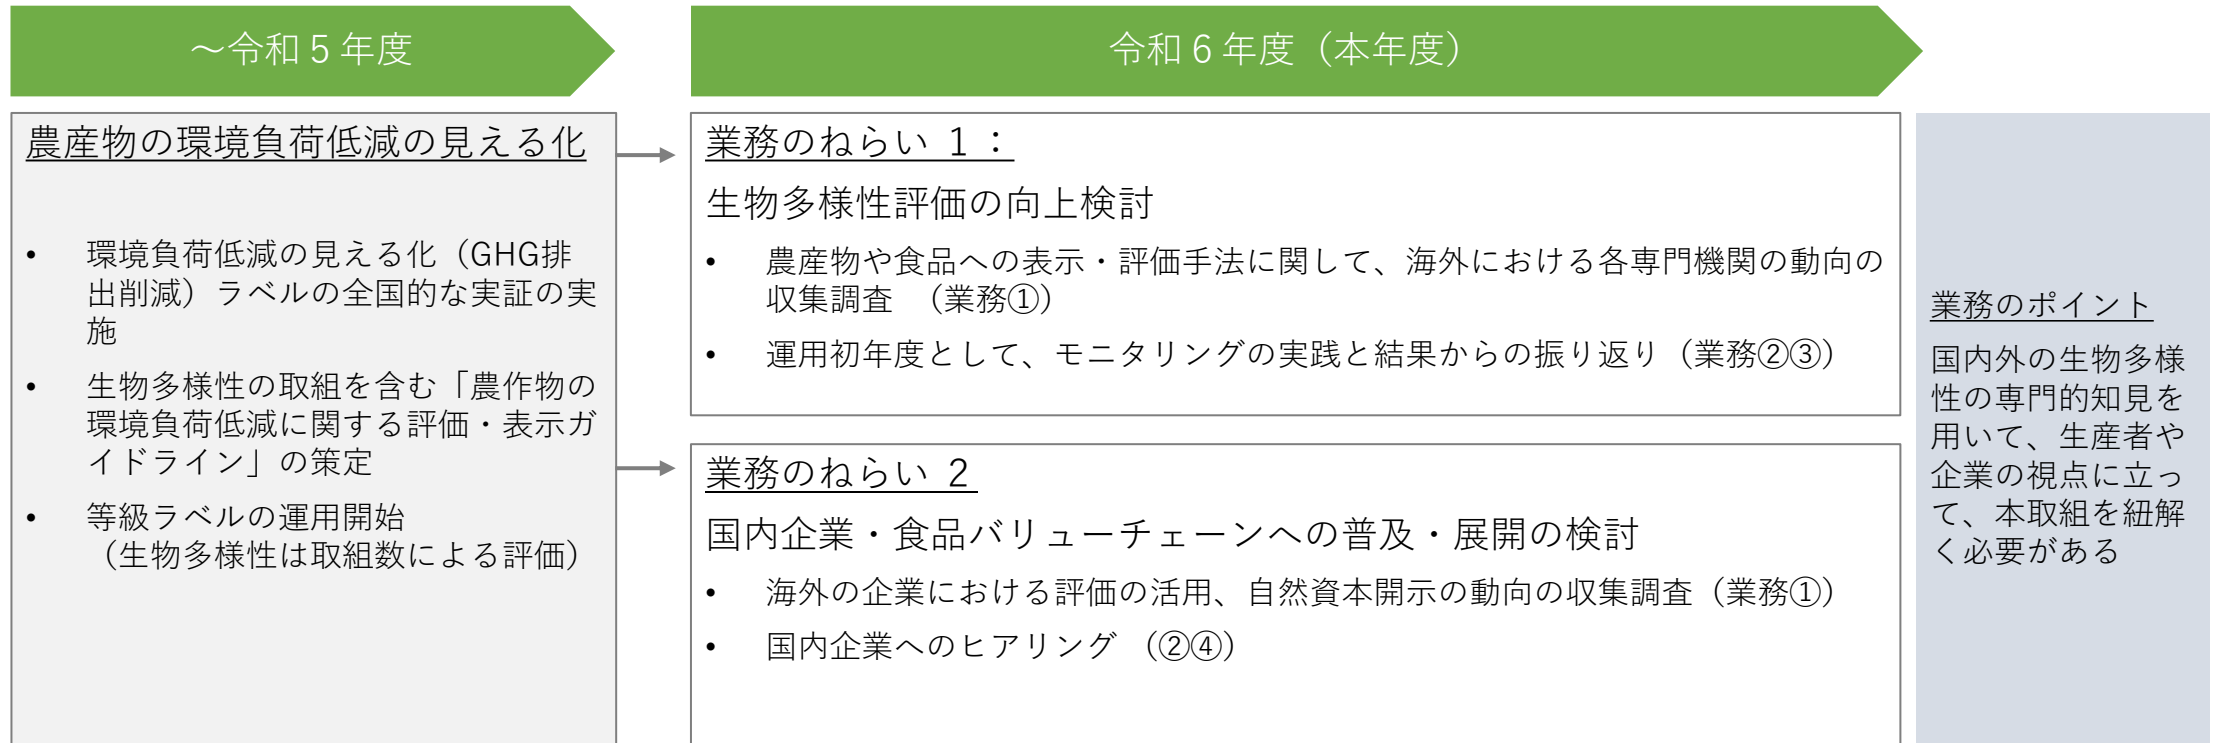 ～令和５年度
令和６年度（本年度）
農産物の環境負荷低減の見える化
• 環境負荷低減の見える化（GHG排
出削減）ラベルの全国的な実証の実
施
• 生物多様性の取組を含む「農作物の
環境負荷低減に関する評価・表示ガ
イドライン」の策定
• 等級ラベルの運用開始
（生物多様性は取組数による評価）
業務のねらい １：
生物多様性評価の向上検討
• 農産物や食品への表示・評価手法に関して、海外における各専門機関の動向の
収集調査 （業務①）
• 運用初年度として、モニタリングの実践と結果からの振り返り（業務②③）
業務のねらい ２
国内企業・食品バリューチェーンへの普及・展開の検討
• 海外の企業における評価の活用、自然資本開示の動向の収集調査（業務①）
• 国内企業へのヒアリング （②④）
業務のポイント
国内外の生物多様
性の専門的知見を
用いて、生産者や
企業の視点に立っ
て、本取組を紐解
く必要がある